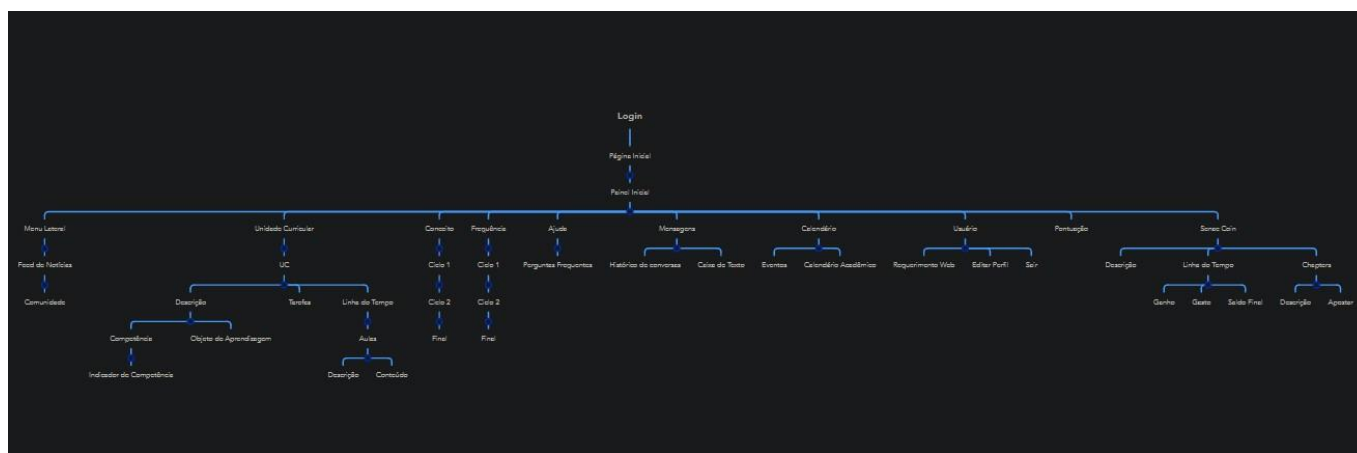 Login
Página Inicial
Painel Inicial
Menu Lateral
Unidade Curricular
Conceito
Frequência
Ajuda
Mensagens
Calendário
Usuário
Pontuação
Senac Coin
Feed de Notícias
UC
Ciclo 1
Ciclo 1
Perguntas Frequentes
Histórico de conversas
Caixa de Texto
Eventos
Calendário Acadêmico
Requerimento Web
Editar Perfil
Sair
Descrição
Linha do Tempo
Chapters
Comunidade
Descrição
Tarefas
Linha do Tempo
Ciclo 2
Ciclo 2
Ganho
Gasto
Saldo Final
Descrição
Apostar
Competência
Objeto de Aprendizagem
Aulas
Final
Final
Indicador de Competência
Descrição
Conteúdo